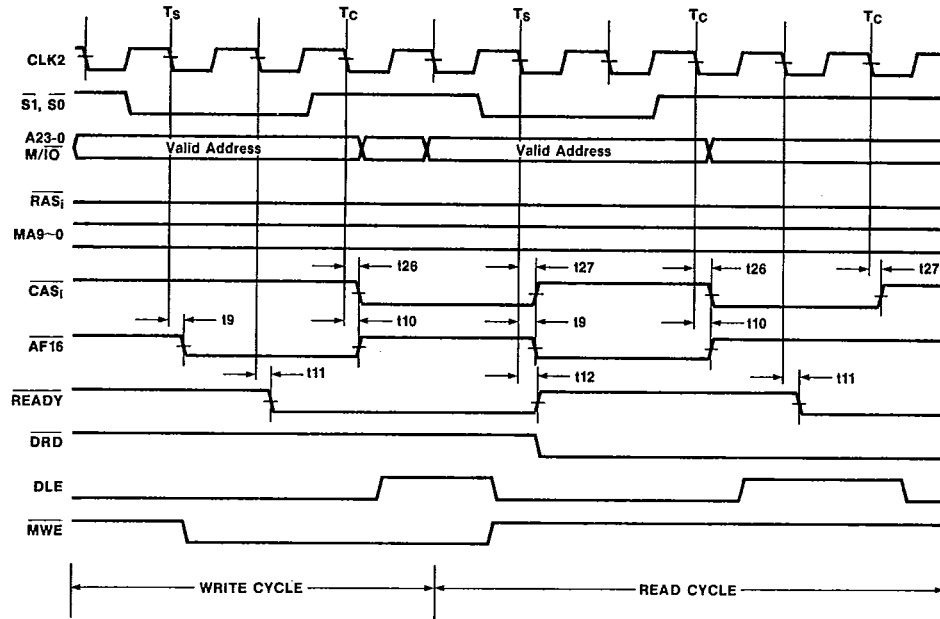 TS TC TS TC TC
CLK2
S1, S0
A23-0
M/IO
Valid Address Valid Address
RASi
MA9~0
t26 t27 t26 t27
CASi
t9 t10 t9 t10
AF16
t11 t12 t11
READY
DRD
DLE
MWE
WRITE CYCLE READ CYCLE